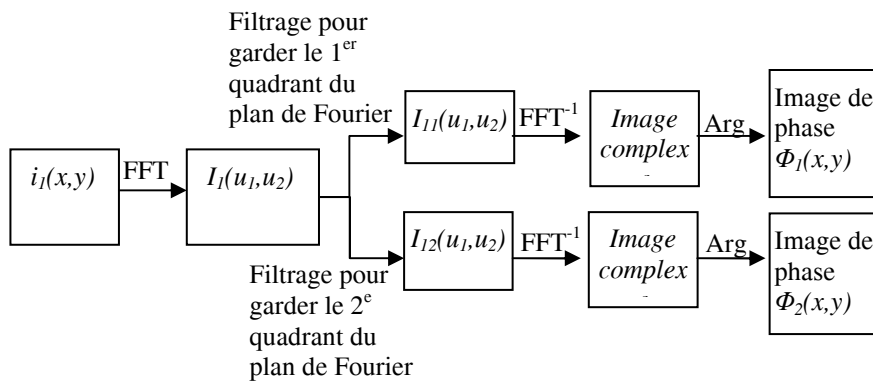 Filtrage pour
garder le 1er
quadrant du
plan de Fourier
i1(x,y)
FFT
I1(u1,u2)
I11(u1,u2)
FFT-1
Image
complex
Arg
Image de
phase
Φ1(x,y)
I12(u1,u2)
FFT-1
Image
complex
Arg
Image de
phase
Φ2(x,y)
Filtrage pour
garder le 2e
quadrant du
plan de Fourier